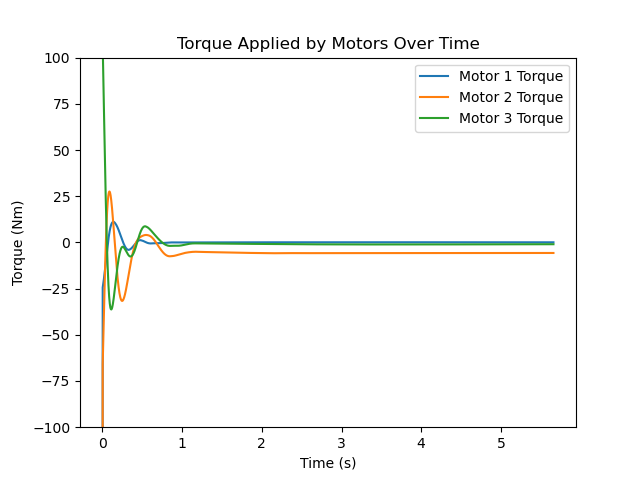 Torque Applied by Motors Over Time
100
75
50
25
0
−25
−50
−75
−100
Torque (Nm)
Motor 1 Torque
Motor 2 Torque
Motor 3 Torque
0 1 2 3 4 5
Time (s)